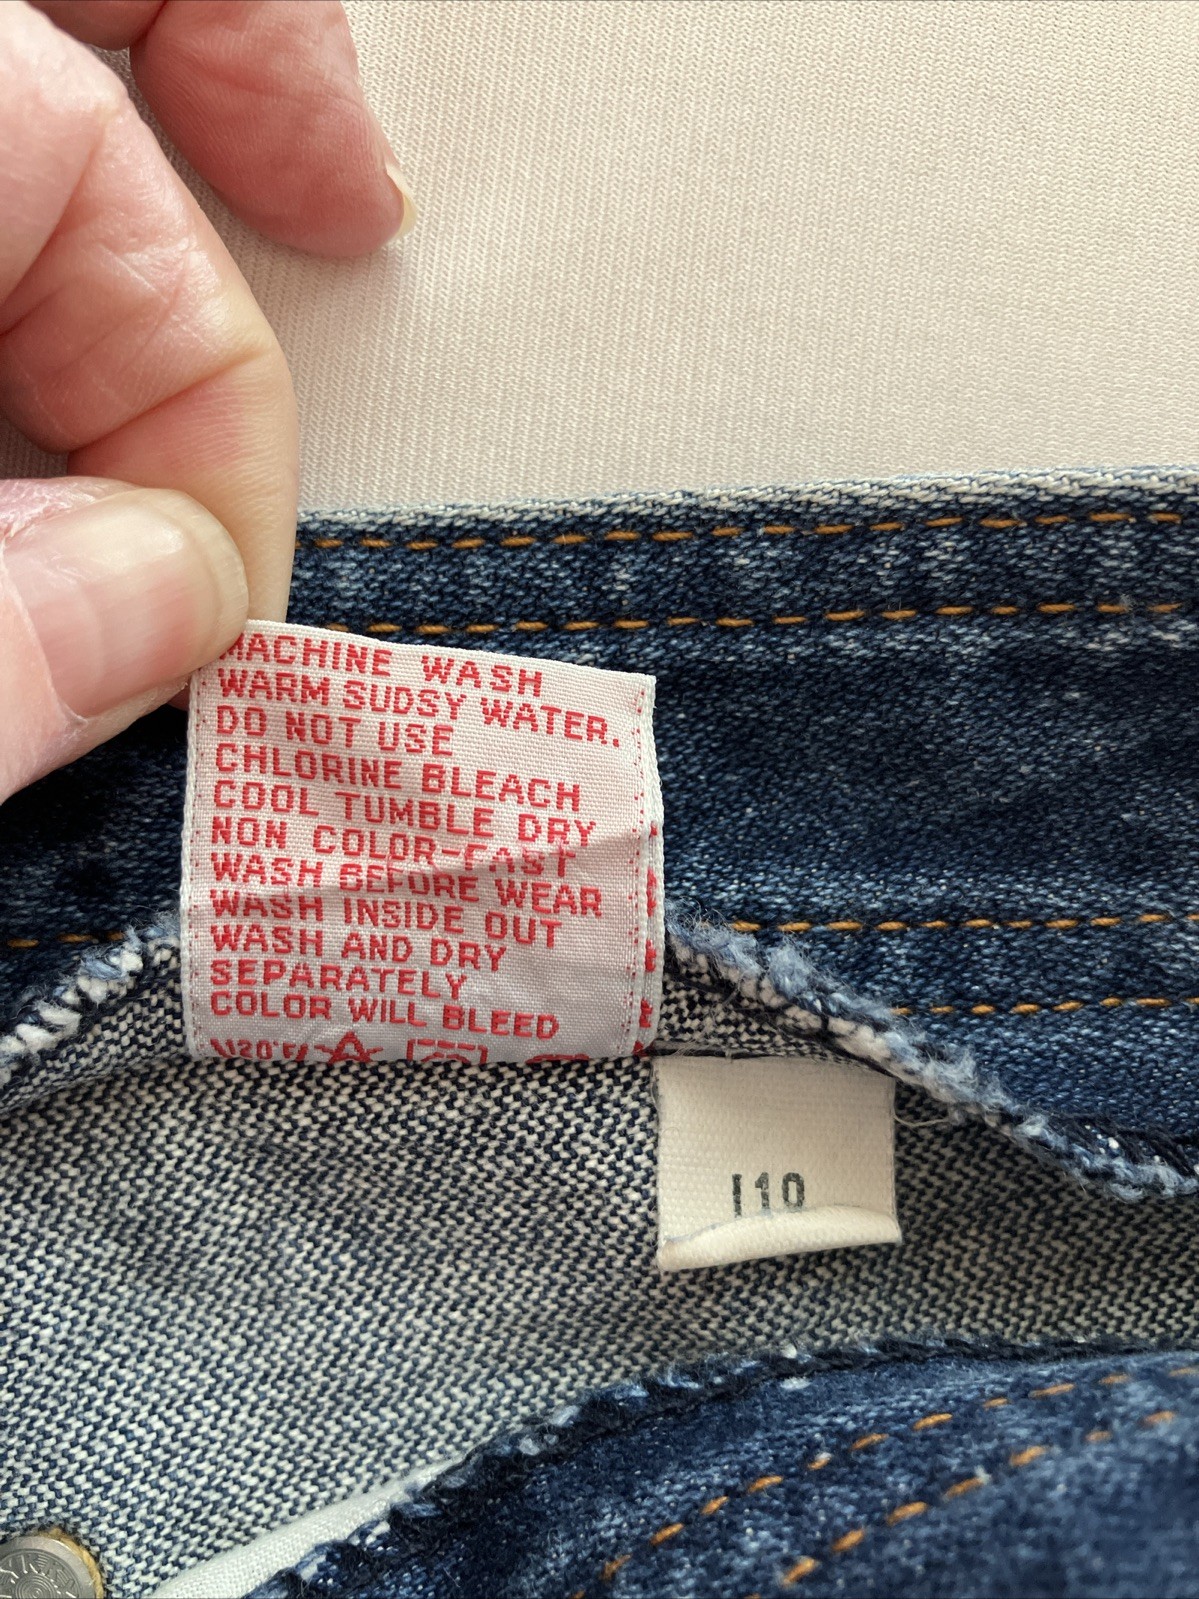 MACHINE WASH
WARM SUDSY WATER.
DO NOT USE
CHLORINE BLEACH
COOL TUMBLE DRY
NON COLOR-FAST
WASH BEFORE WEAR
WASH INSIDE OUT
WASH AND DRY
SEPARATELY
COLOR WILL BLEED
120°F
110